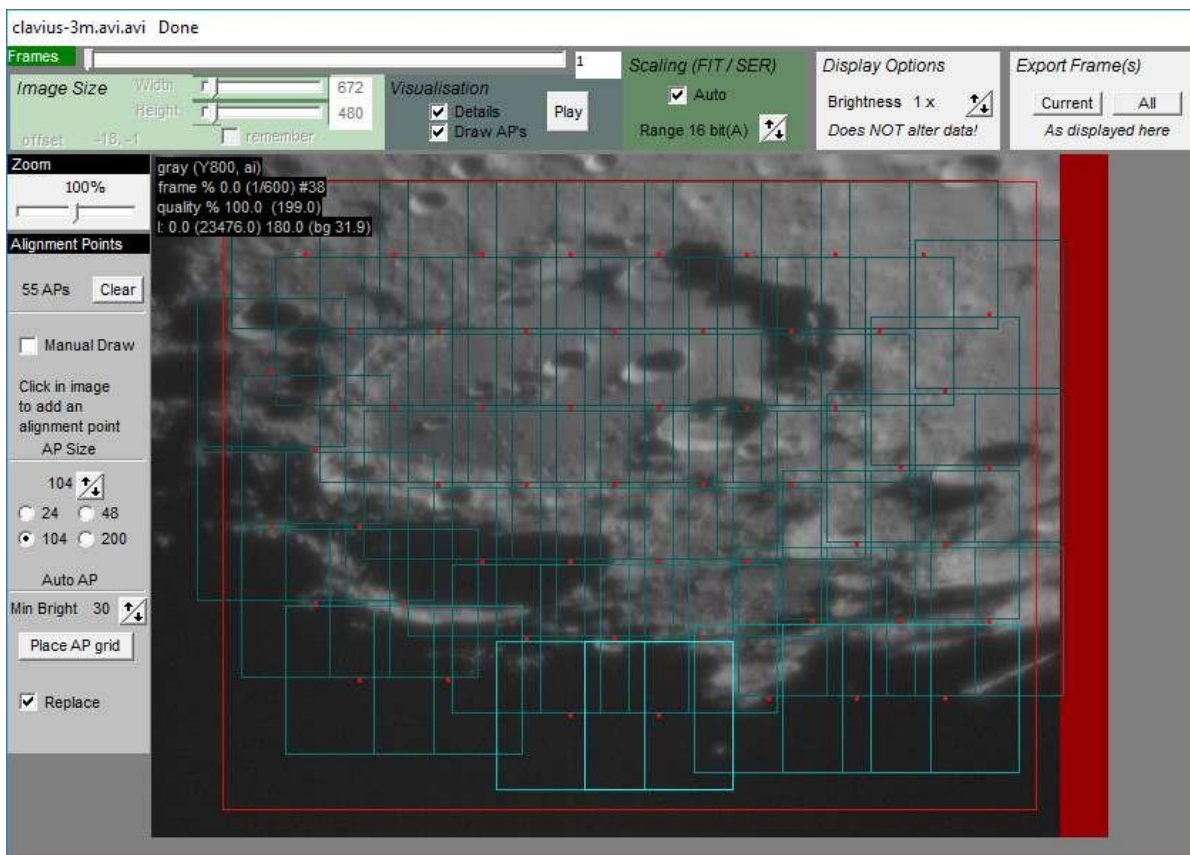 clavius-3m.avi.avi Done
Frames
1
Image Size
Width
672
Height
480
offset -18, -1
remember
Visualisation
Details
Draw AP's
Play
Scaling (FIT / SER)
Auto
Range 16 bit(A)
Display Options
Brightness 1 x
Does NOT alter data!
Export Frame(s)
Current
All
As displayed here
Zoom
100%
Alignment Points
55 APs
Clear
Manual Draw
Click in image
to add an
alignment point
AP Size
104
24 48
104 200
Auto AP
Min Bright 30
Place AP grid
Replace
gray (Y800, ai)
frame % 0.0 (1/600) #38
quality % 100.0 (199.0)
l: 0.0 (23476.0) 180.0 (bg 31.9)